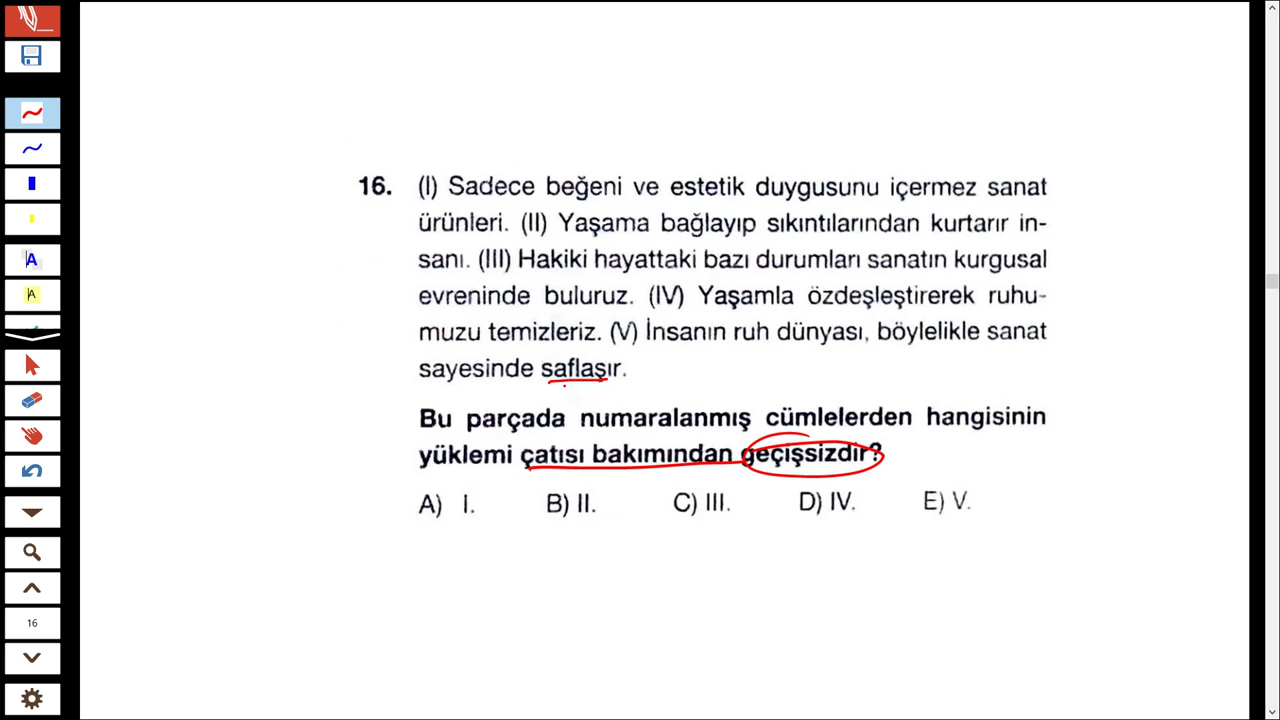 16. (I) Sadece beğeni ve estetik duygusunu içermez sanat
ürünleri. (II) Yaşama bağlayıp sıkıntılarından kurtarır in-
sanı. (III) Hakiki hayattaki bazı durumları sanatın kurgusal
evreninde buluruz. (IV) Yaşamla özdeşleştirerek ruhu-
muzu temizleriz. (V) İnsanın ruh dünyası, böylelikle sanat
sayesinde saflaşır.
Bu parçada numaralanmış cümlelerden hangisinin
yüklemi çatısı bakımından geçişsizdir?
A) I. B) II. C) III. D) IV. E) V.
A
A
16